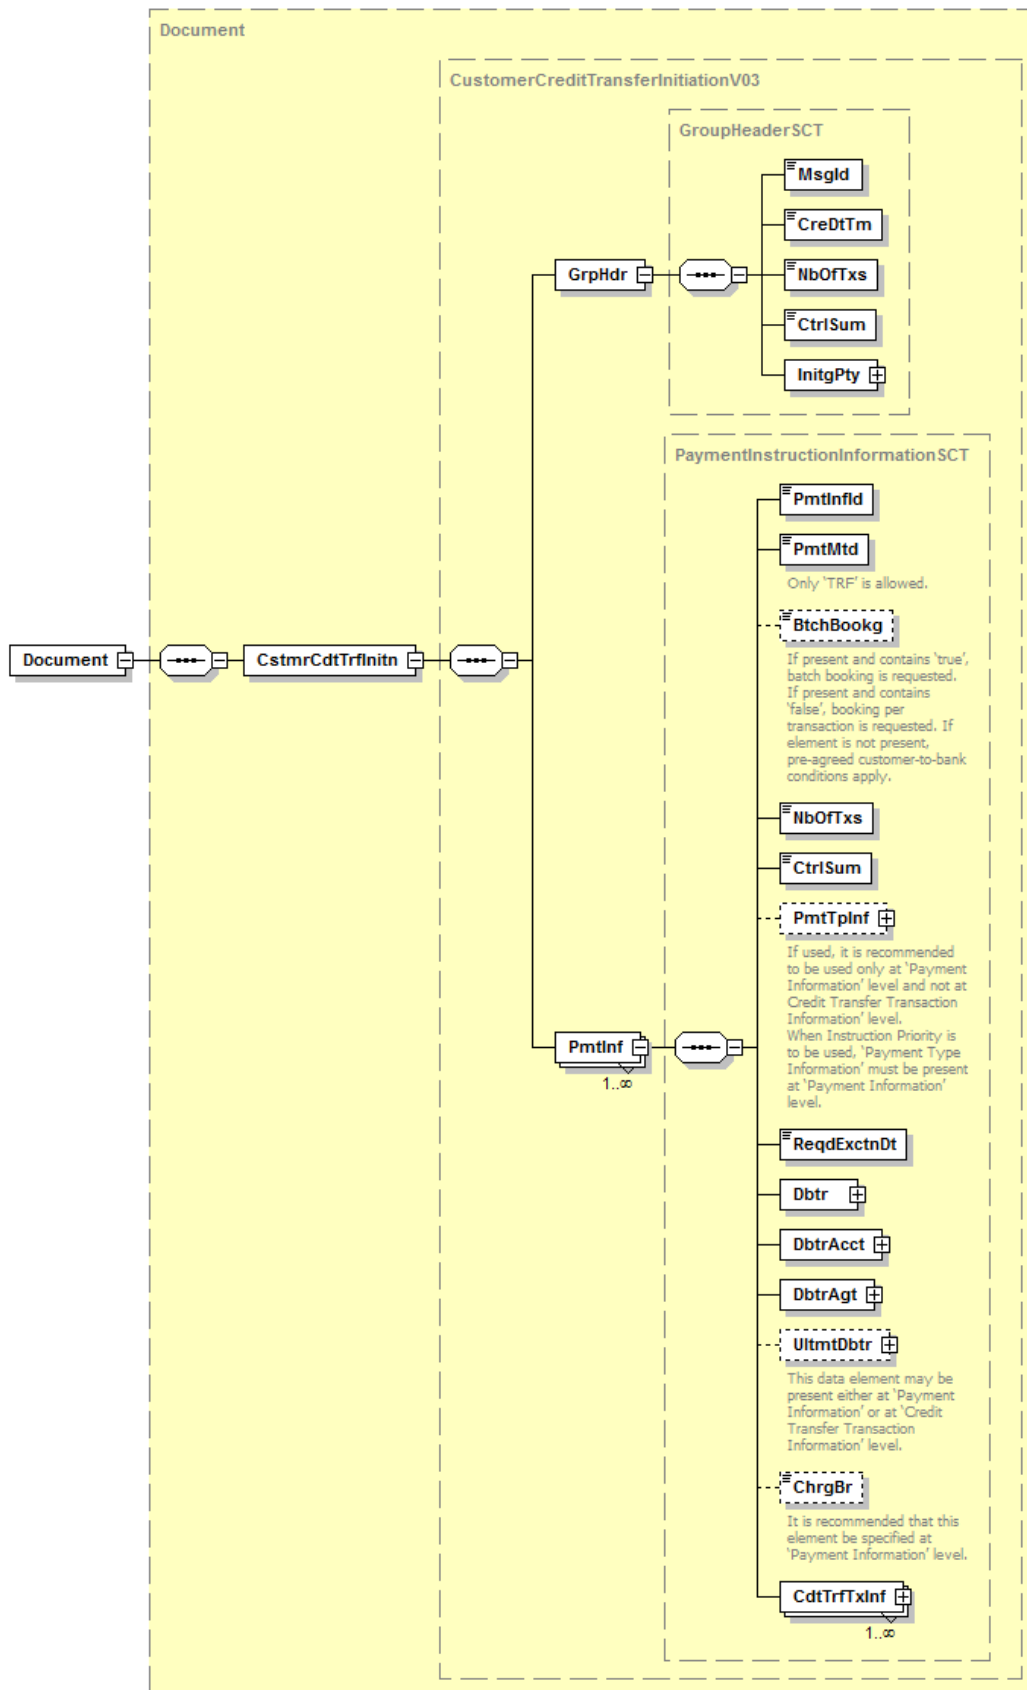 Document
CustomerCreditTransferInitiationV03
GroupHeaderSCT
MsgId
CreDtTm
GrpHdr
NbOfTxs
CtrlSum
InitgPty
PaymentInstructionInformationSCT
PmtInfId
PmtMtd
Only 'TRF' is allowed.
BtchBookg
Document
CstmrCdtTrfInitn
If present and contains 'true',
batch booking is requested.
If present and contains
'false', booking per
transaction is requested. If
element is not present,
pre-agreed customer-to-bank
conditions apply.
NbOfTxs
CtrlSum
PmtTpInf
If used, it is recommended
to be used only at 'Payment
Information' level and not at
Credit Transfer Transaction
Information' level.
When Instruction Priority is
to be used, 'Payment Type
Information' must be present
at 'Payment Information'
level.
PmtInf
1..∞
ReqdExctnDt
Dbtr
DbtrAcct
DbtrAgt
UltmtDbtr
This data element may be
present either at 'Payment
Information' or at 'Credit
Transfer Transaction
Information' level.
ChrgBr
It is recommended that this
element be specified at
'Payment Information' level.
CdtTrfTxInf
1..∞